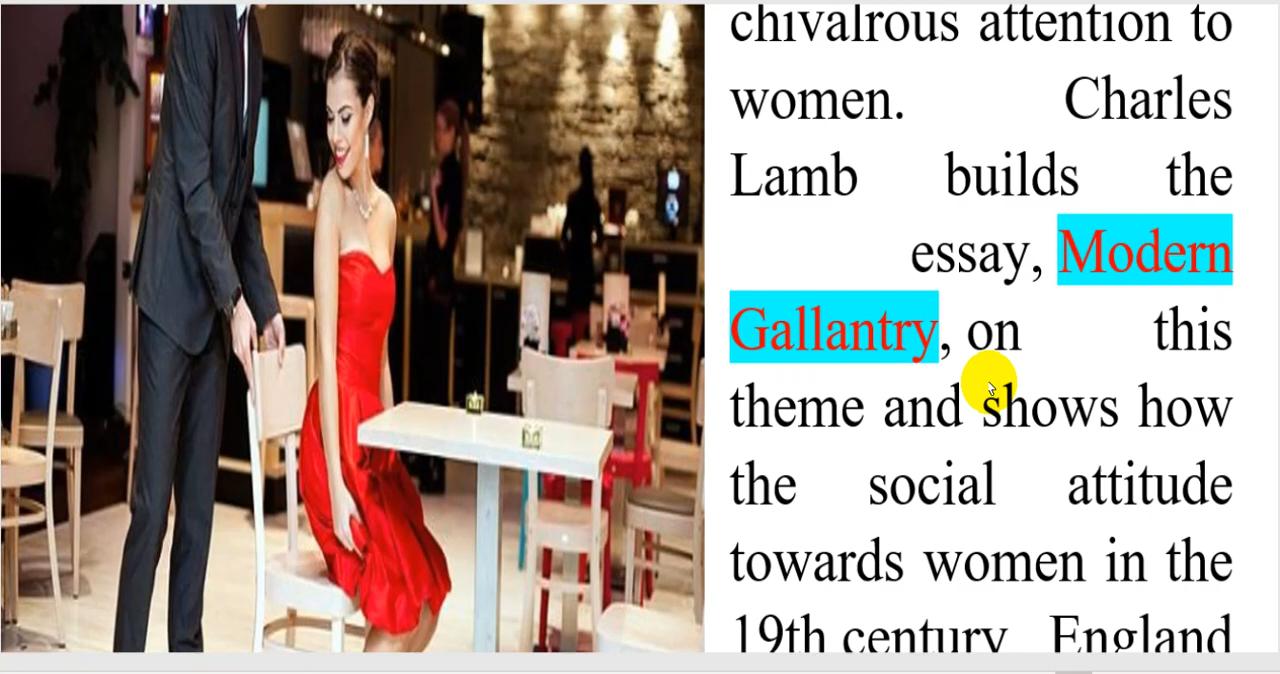 chivalrous attention to
women. Charles
Lamb builds the
essay, Modern
Gallantry, on this
theme and shows how
the social attitude
towards women in the
19th century England